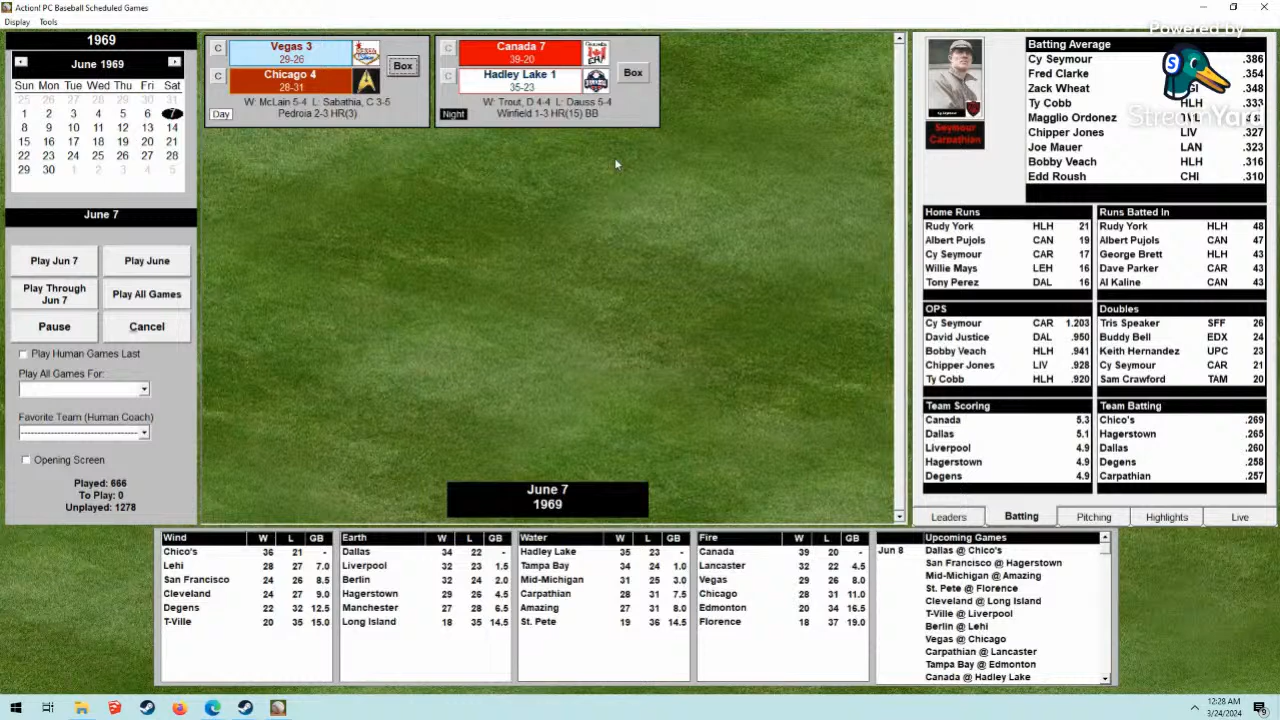 Action! PC Baseball Scheduled Games
Display Tools
1969
June 1969
Sun Mon Tue Wed Thu Fri Sat
25 26 27 28 29 30 31
1 2 3 4 5 6 7
8 9 10 11 12 13 14
15 16 17 18 19 20 21
22 23 24 25 26 27 28
29 30 1 2 3 4 5
June 7
Play Jun 7
Play June
Play Through
Jun 7
Play All Games
Pause
Cancel
Play Human Games Last
Play All Games For:
Favorite Team (Human Coach)
Opening Screen
Played: 666
To Play: 0
Unplayed: 1278
C Vegas 3
29-26
C Chicago 4
28-31
Box
Day
W: McLain 5-4 L: Sabathia, C 3-5
Pedroia 2-3 HR(3)
C Canada 7
39-20
C Hadley Lake 1
35-23
Box
Night
W: Trout, D 4-4 L: Dauss 5-4
Winfield 1-3 HR(15) BB
June 7
1969
Powered by
Seymour
Carpathian
Batting Average
Cy Seymour .386
Fred Clarke .354
Zack Wheat .348
Ty Cobb HLH .333
Magglio Ordonez
Chipper Jones LIV .327
Joe Mauer LAN .323
Bobby Veach HLH .316
Edd Roush CHI .310
Home Runs
Rudy York HLH 21
Albert Pujols CAN 19
Cy Seymour CAR 17
Willie Mays LEH 16
Tony Perez DAL 16
Runs Batted In
Rudy York HLH 48
Albert Pujols CAN 47
George Brett HLH 43
Dave Parker CAR 43
Al Kaline CAN 43
OPS
Cy Seymour CAR 1.203
David Justice DAL .950
Bobby Veach HLH .941
Chipper Jones LIV .928
Ty Cobb HLH .920
Doubles
Tris Speaker SFF 26
Buddy Bell EDX 24
Keith Hernandez UPC 23
Cy Seymour CAR 21
Sam Crawford TAM 20
Team Scoring
Canada 5.3
Dallas 5.1
Liverpool 4.9
Hagerstown 4.9
Degens 4.9
Team Batting
Chico's .269
Hagerstown .265
Dallas .260
Degens .258
Carpathian .257
Leaders Batting Pitching Highlights Live
Wind W L GB
Chico's 36 21 -
Lehi 28 27 7.0
San Francisco 24 26 8.5
Cleveland 24 27 9.0
Degens 22 32 12.5
T-Ville 20 35 15.0
Earth W L GB
Dallas 34 22 -
Liverpool 32 23 1.5
Berlin 32 24 2.0
Hagerstown 29 26 4.5
Manchester 27 28 6.5
Long Island 18 35 14.5
Water W L GB
Hadley Lake 35 23 -
Tampa Bay 34 24 1.0
Mid-Michigan 31 25 3.0
Carpathian 28 31 7.5
Amazing 27 31 8.0
St. Pete 19 36 14.5
Fire W L GB
Canada 39 20 -
Lancaster 32 22 4.5
Vegas 29 26 8.0
Chicago 28 31 11.0
Edmonton 20 34 16.5
Florence 18 37 19.0
Upcoming Games
Jun 8 Dallas @ Chico's
San Francisco @ Hagerstown
Mid-Michigan @ Amazing
St. Pete @ Florence
Cleveland @ Long Island
T-Ville @ Liverpool
Berlin @ Lehi
Vegas @ Chicago
Carpathian @ Lancaster
Tampa Bay @ Edmonton
Canada @ Hadley Lake
12:28 AM
3/24/2024